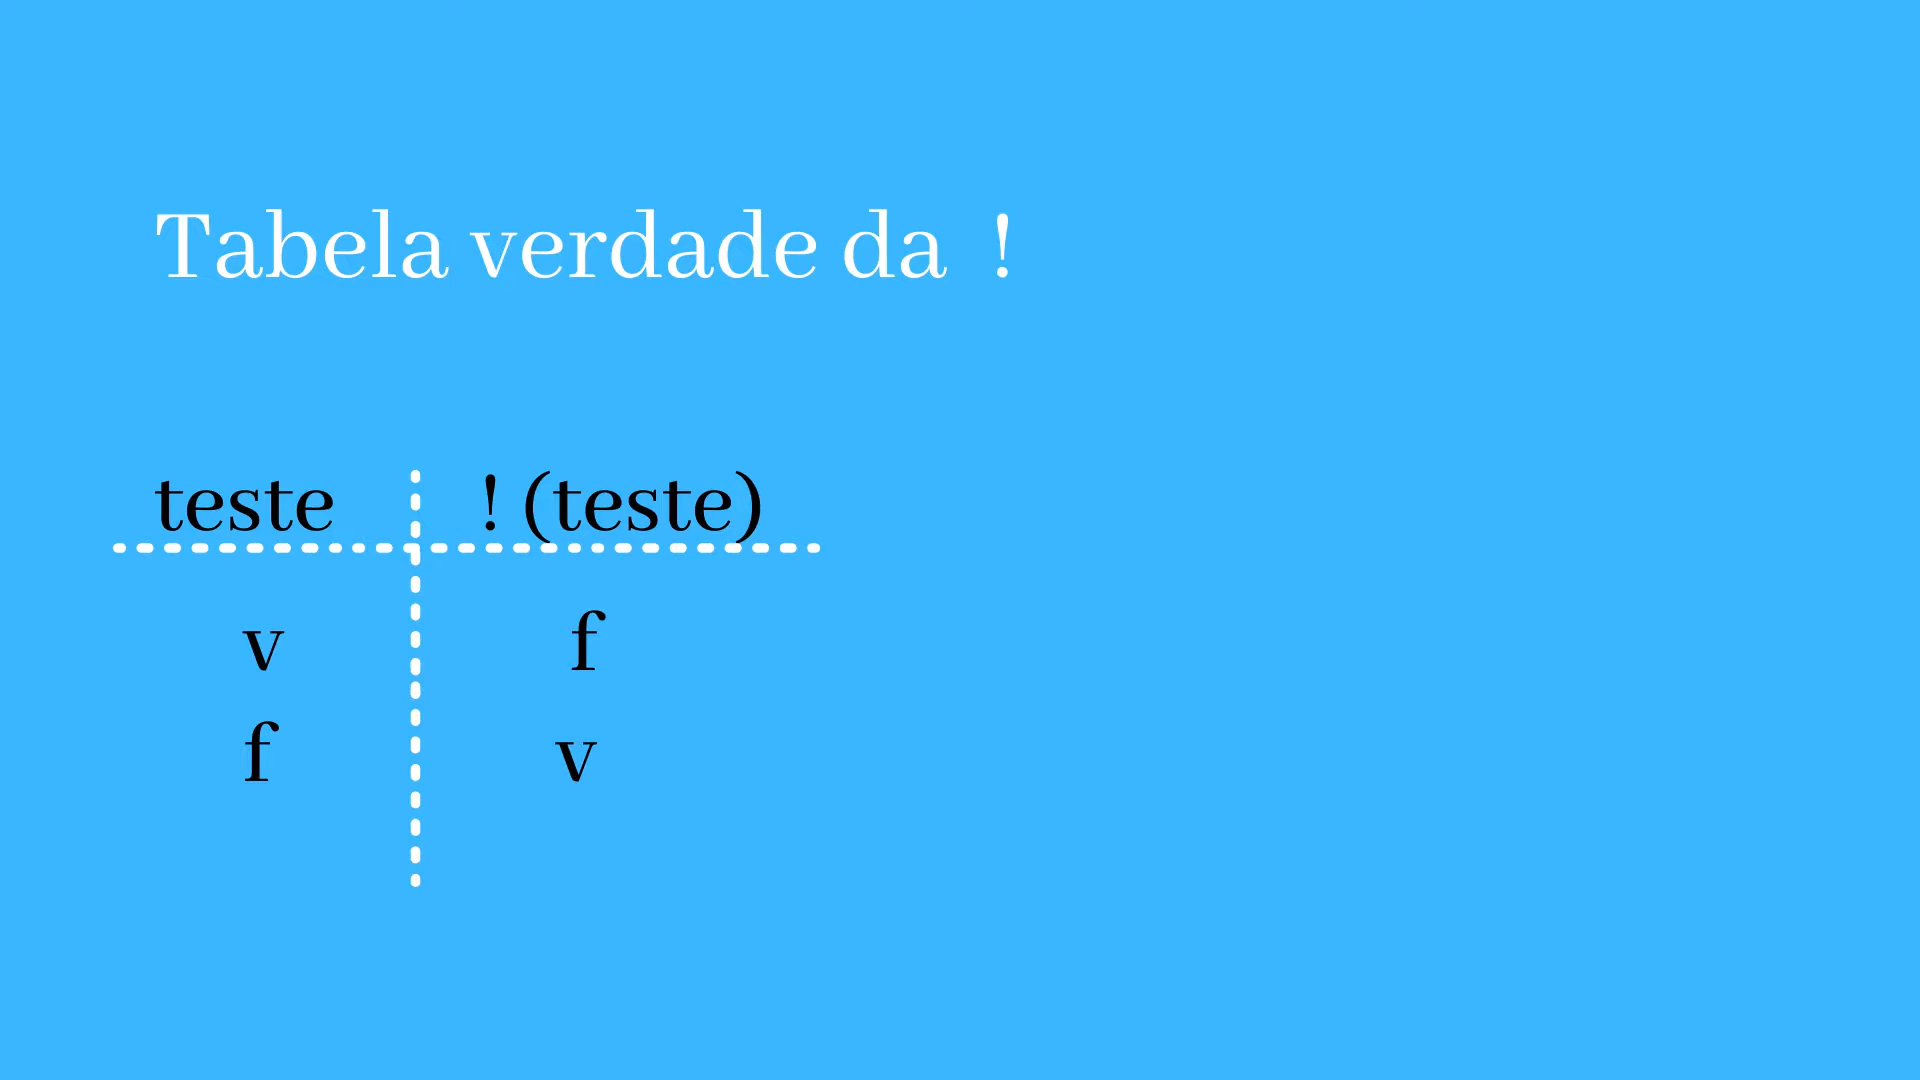 Tabela verdade da !
teste ! (teste)
v f
f v